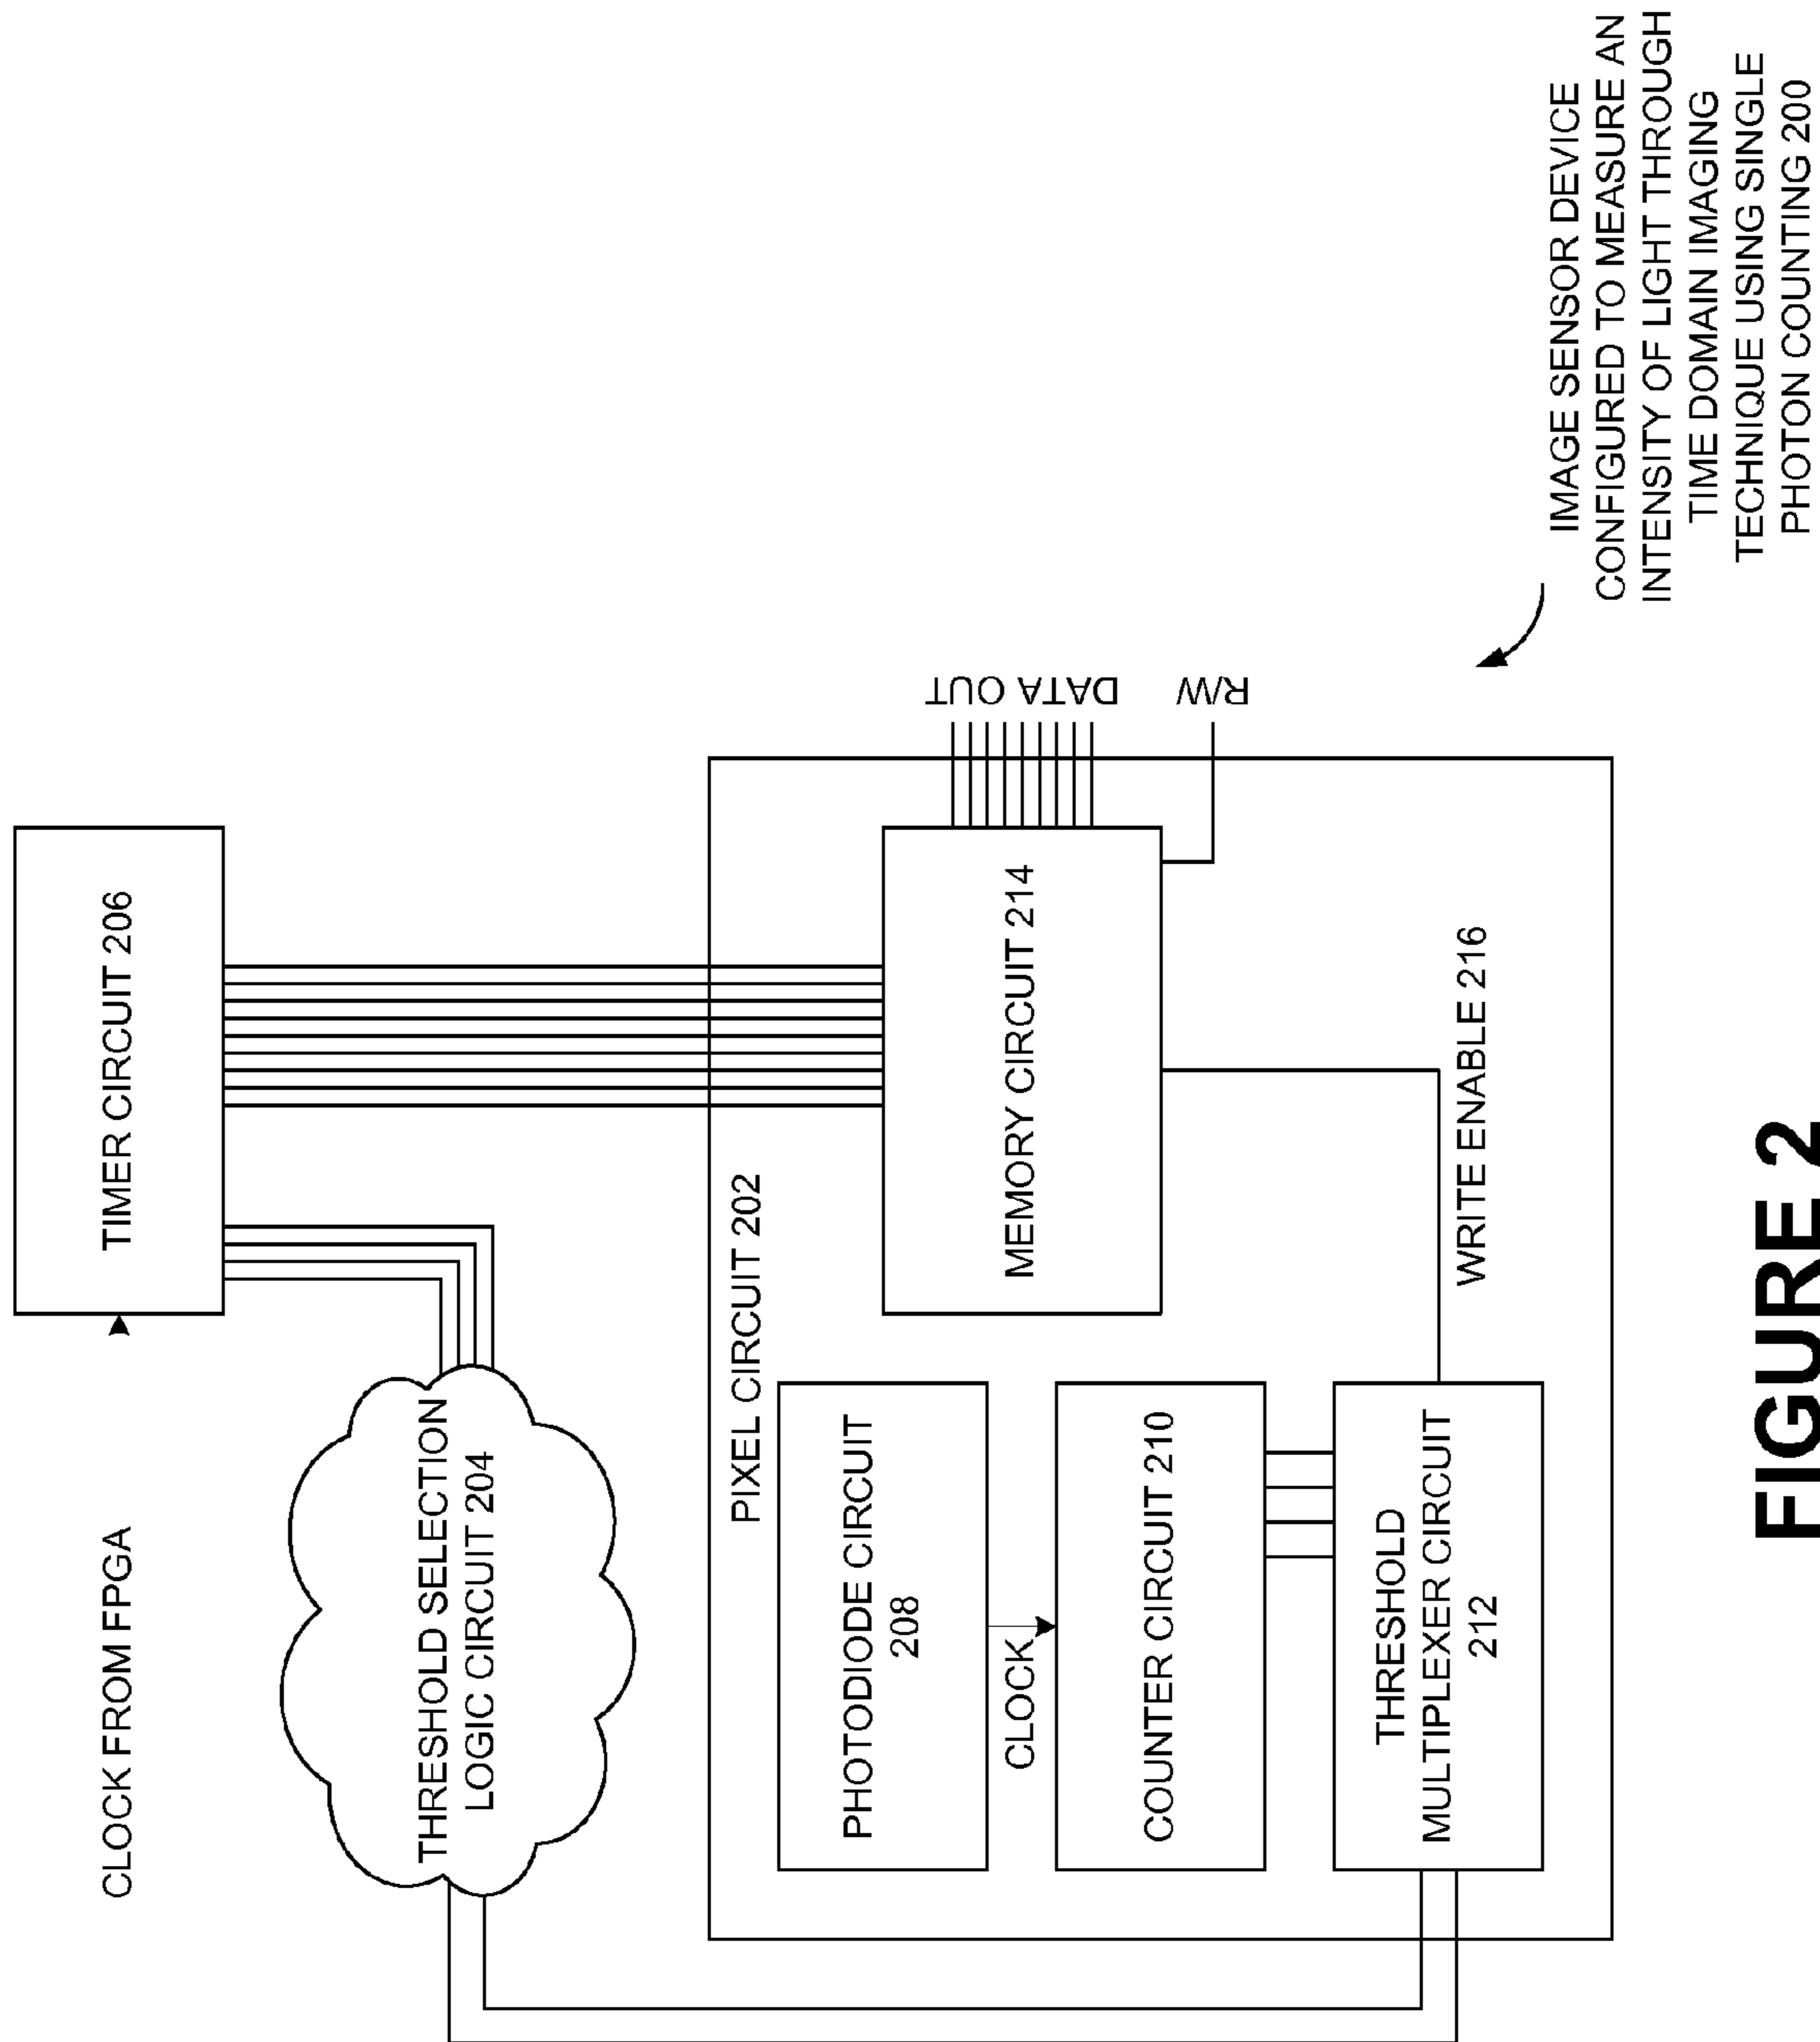 CLOCK FROM FPGA
TIMER CIRCUIT 206
THRESHOLD SELECTION
LOGIC CIRCUIT 204
PIXEL CIRCUIT 202
PHOTODIODE CIRCUIT
208
CLOCK
COUNTER CIRCUIT 210
THRESHOLD
MULTIPLEXER CIRCUIT
212
MEMORY CIRCUIT 214
WRITE ENABLE 216
DATA OUT
R/W
IMAGE SENSOR DEVICE
CONFIGURED TO MEASURE AN
INTENSITY OF LIGHT THROUGH
TIME DOMAIN IMAGING
TECHNIQUE USING SINGLE
PHOTON COUNTING 200
FIGURE 2